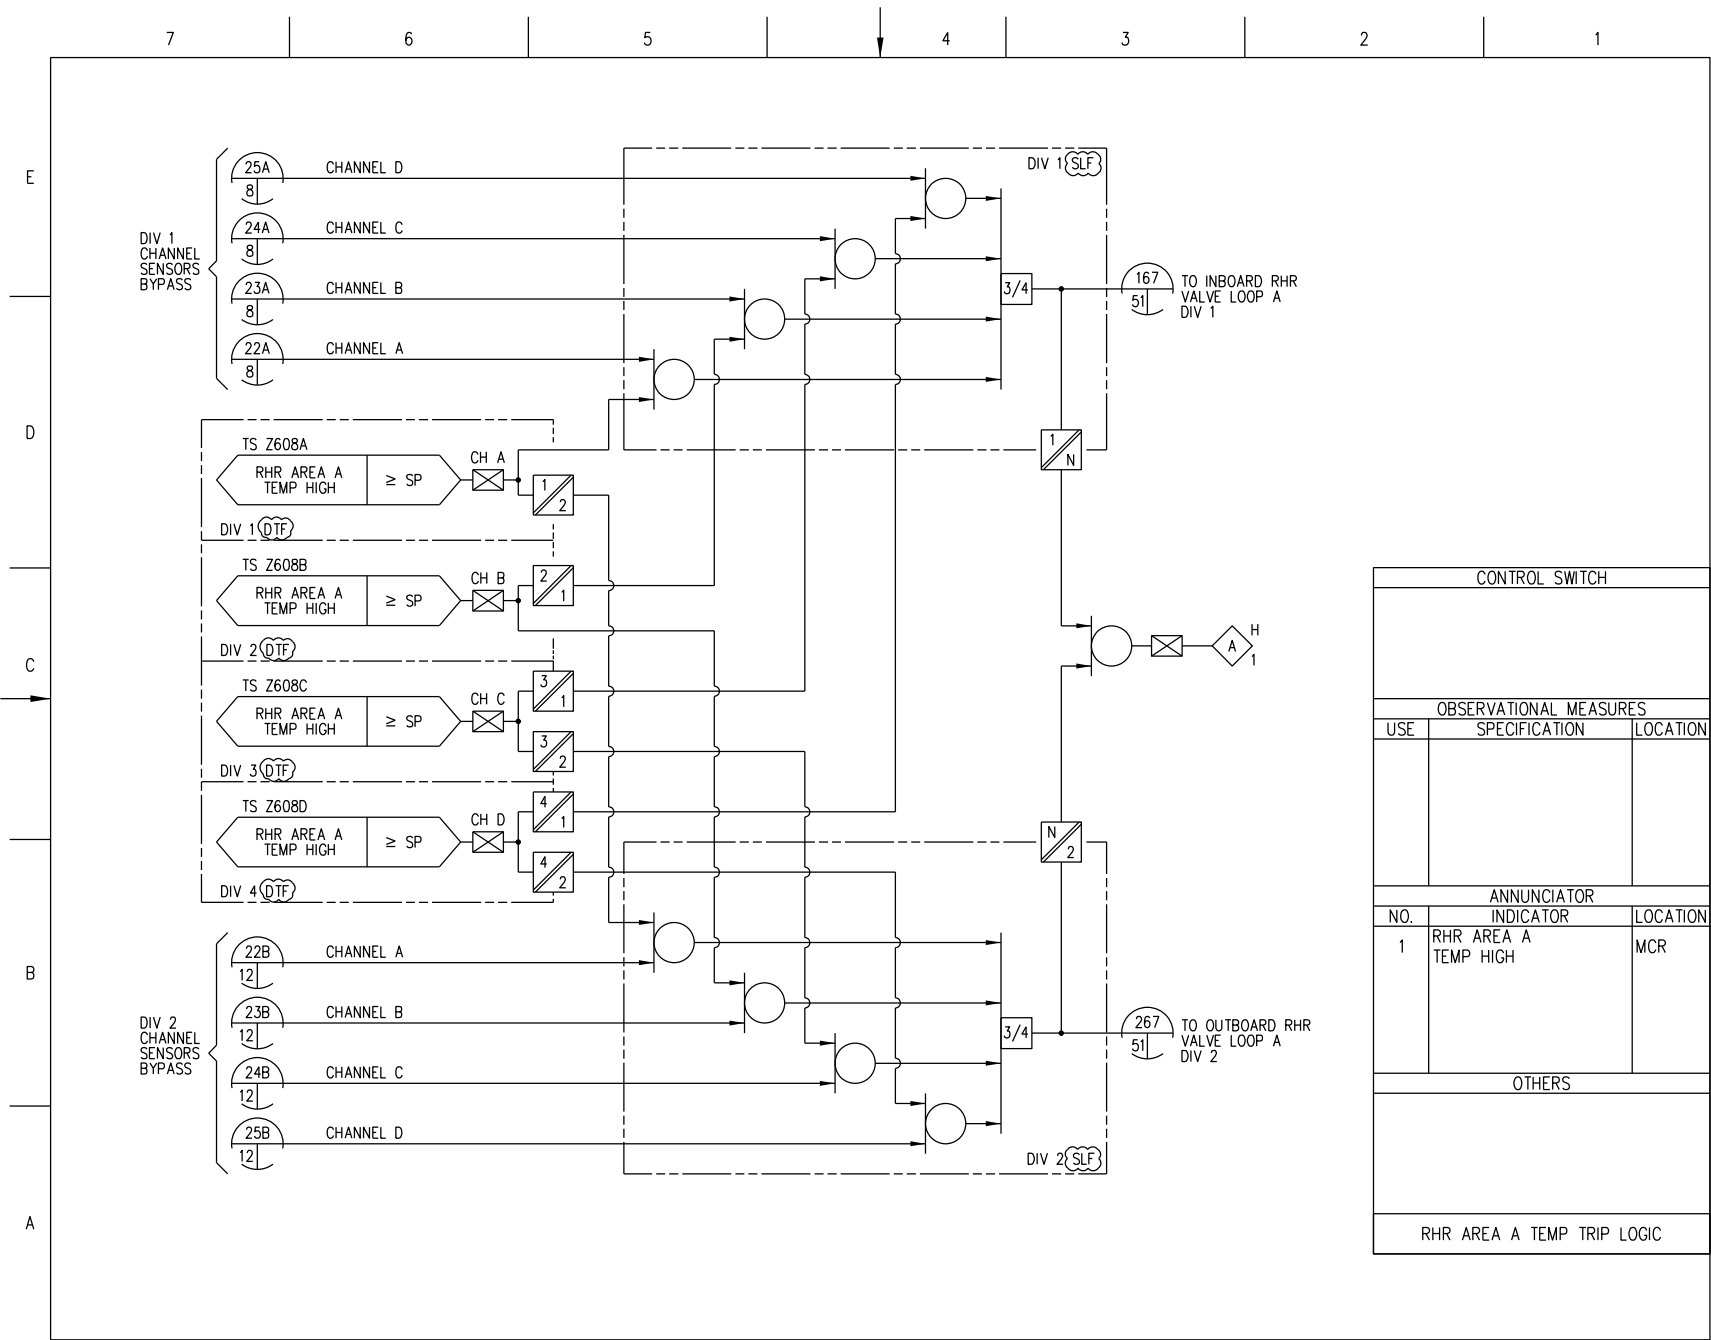 7 6 5 4 3 2 1
E
D
C
B
A
DIV 1
CHANNEL
SENSORS
BYPASS
25A
8
CHANNEL D
24A
8
CHANNEL C
23A
8
CHANNEL B
22A
8
CHANNEL A
DIV 1 SLF
3/4
167
51
TO INBOARD RHR
VALVE LOOP A
DIV 1
1
N
TS Z608A
RHR AREA A
TEMP HIGH
≥ SP
CH A
1
2
DIV 1 DTF
TS Z608B
RHR AREA A
TEMP HIGH
≥ SP
CH B
2
1
DIV 2 DTF
TS Z608C
RHR AREA A
TEMP HIGH
≥ SP
CH C
3
1
3
2
DIV 3 DTF
TS Z608D
RHR AREA A
TEMP HIGH
≥ SP
CH D
4
1
4
2
DIV 4 DTF
A
H
1
N
2
DIV 2
CHANNEL
SENSORS
BYPASS
22B
12
CHANNEL A
23B
12
CHANNEL B
24B
12
CHANNEL C
25B
12
CHANNEL D
3/4
267
51
TO OUTBOARD RHR
VALVE LOOP A
DIV 2
DIV 2 SLF
CONTROL SWITCH
OBSERVATIONAL MEASURES
USE SPECIFICATION LOCATION
ANNUNCIATOR
NO. INDICATOR LOCATION
1 RHR AREA A
TEMP HIGH
MCR
OTHERS
RHR AREA A TEMP TRIP LOGIC